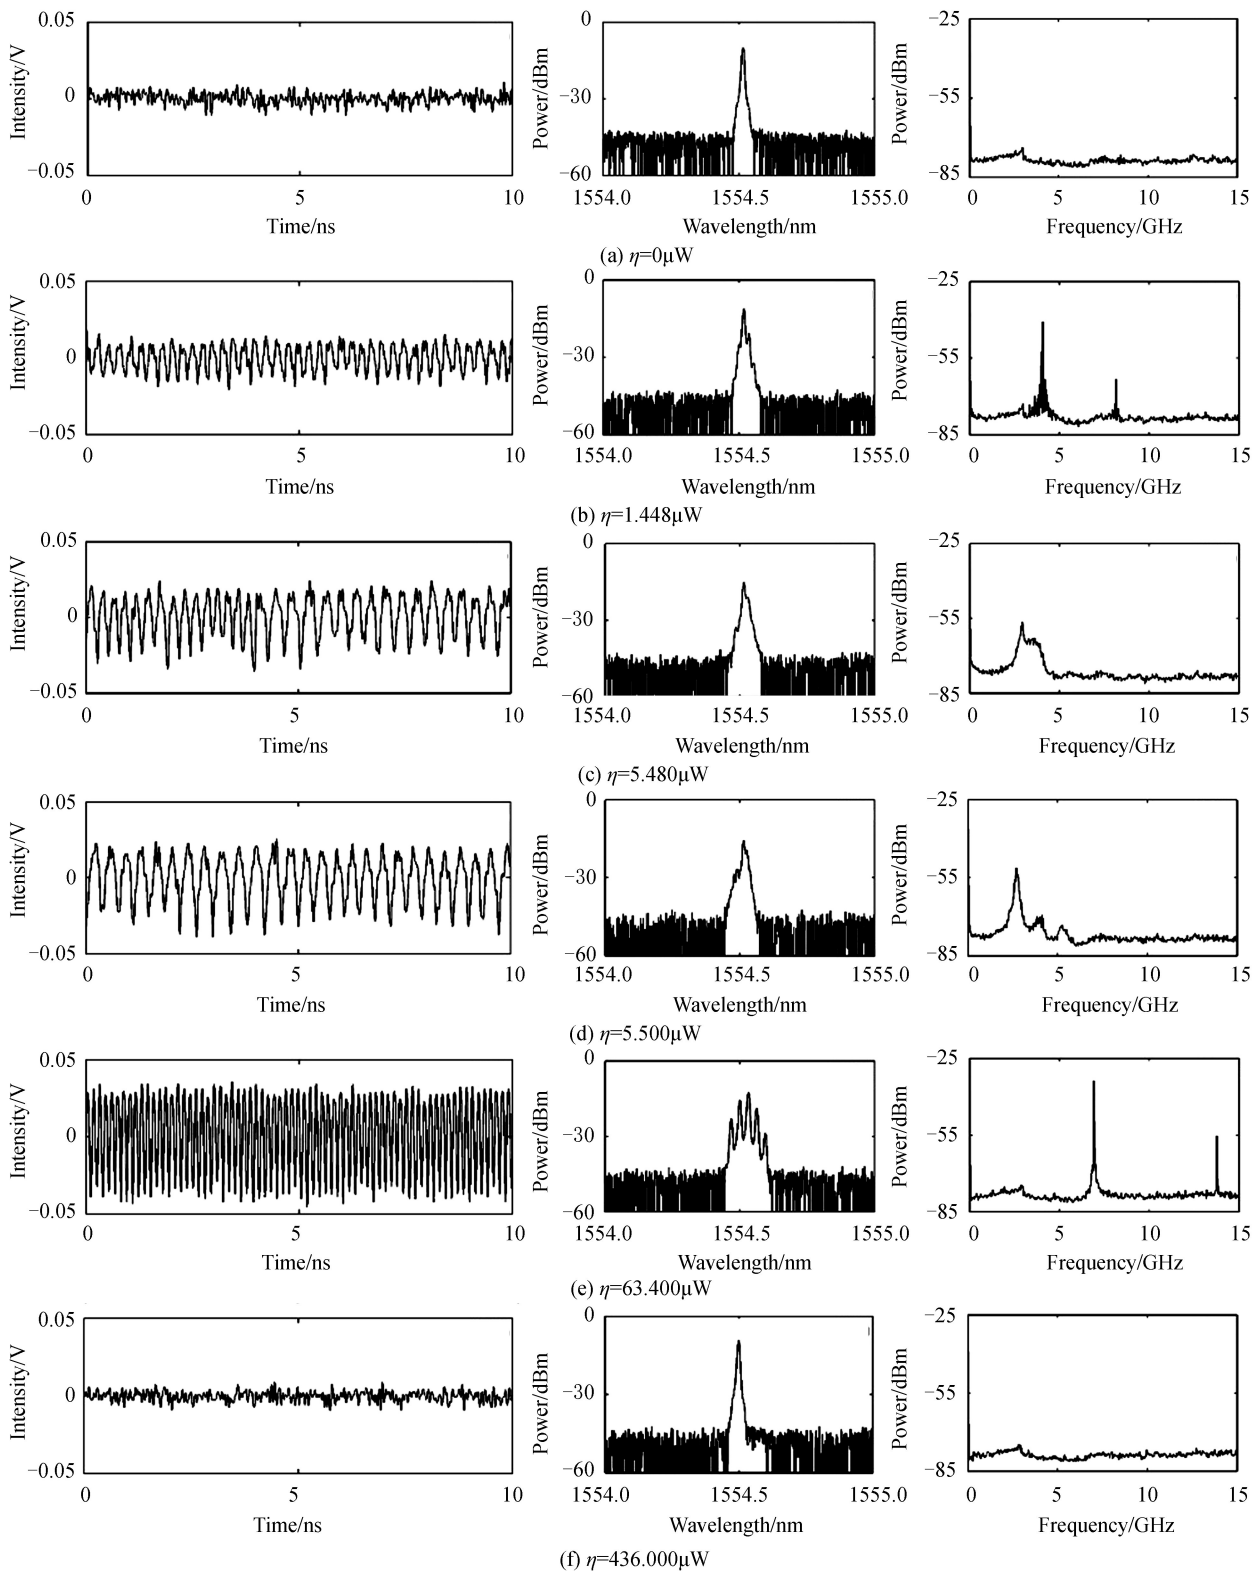 0.05 0 −25
Intensity/V Power/dBm Power/dBm
0 −30 −55
−0.05 −60 −85
0 5 10 1554.0 1554.5 1555.0 0 5 10 15
Time/ns Wavelength/nm Frequency/GHz
(a) η=0μW
0.05 0 −25
Intensity/V Power/dBm Power/dBm
0 −30 −55
−0.05 −60 −85
0 5 10 1554.0 1554.5 1555.0 0 5 10 15
Time/ns Wavelength/nm Frequency/GHz
(b) η=1.448μW
0.05 0 −25
Intensity/V Power/dBm Power/dBm
0 −30 −55
−0.05 −60 −85
0 5 10 1554.0 1554.5 1555.0 0 5 10 15
Time/ns Wavelength/nm Frequency/GHz
(c) η=5.480μW
0.05 0 −25
Intensity/V Power/dBm Power/dBm
0 −30 −55
−0.05 −60 −85
0 5 10 1554.0 1554.5 1555.0 0 5 10 15
Time/ns Wavelength/nm Frequency/GHz
(d) η=5.500μW
0.05 0 −25
Intensity/V Power/dBm Power/dBm
0 −30 −55
−0.05 −60 −85
0 5 10 1554.0 1554.5 1555.0 0 5 10 15
Time/ns Wavelength/nm Frequency/GHz
(e) η=63.400μW
0.05 0 −25
Intensity/V Power/dBm Power/dBm
0 −30 −55
−0.05 −60 −85
0 5 10 1554.0 1554.5 1555.0 0 5 10 15
Time/ns Wavelength/nm Frequency/GHz
(f) η=436.000μW